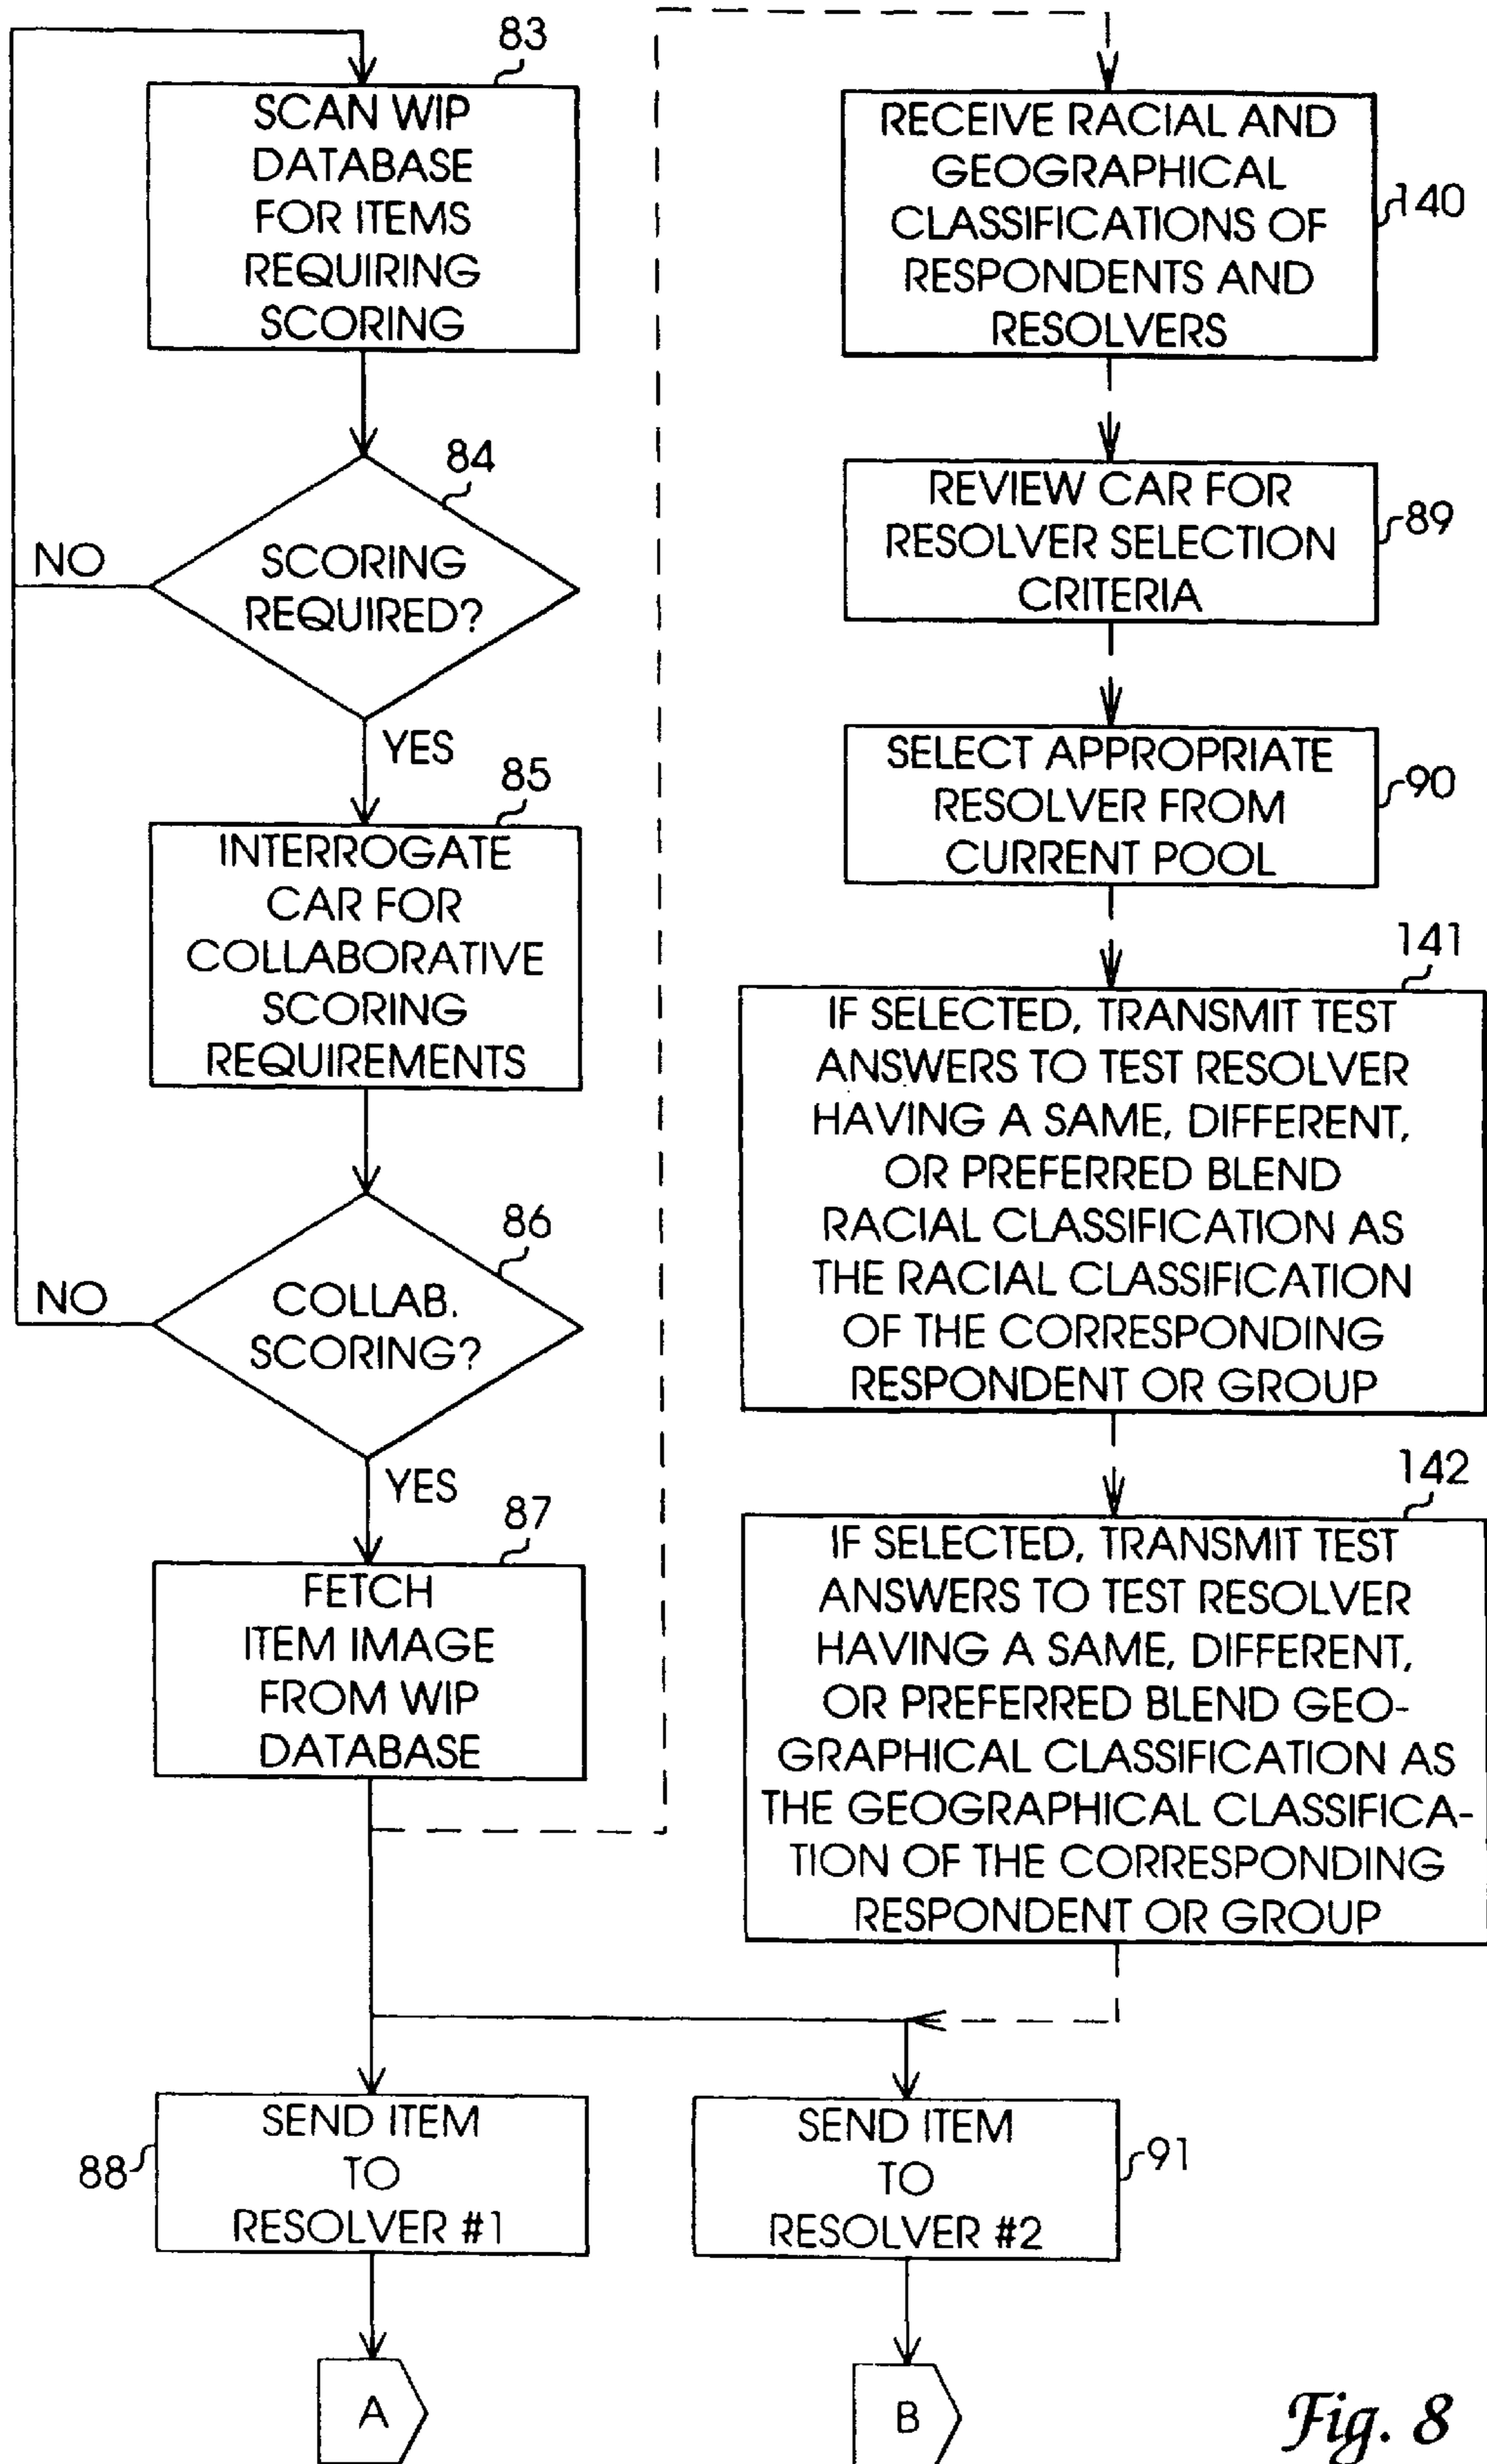 83
SCAN WIP
DATABASE
FOR ITEMS
REQUIRING
SCORING
84
NO
SCORING
REQUIRED?
YES
85
INTERROGATE
CAR FOR
COLLABORATIVE
SCORING
REQUIREMENTS
86
NO
COLLAB.
SCORING?
YES
87
FETCH
ITEM IMAGE
FROM WIP
DATABASE
RECEIVE RACIAL AND
GEOGRAPHICAL
CLASSIFICATIONS OF
RESPONDENTS AND
RESOLVERS
140
REVIEW CAR FOR
RESOLVER SELECTION
CRITERIA
89
SELECT APPROPRIATE
RESOLVER FROM
CURRENT POOL
90
141
IF SELECTED, TRANSMIT TEST
ANSWERS TO TEST RESOLVER
HAVING A SAME, DIFFERENT,
OR PREFERRED BLEND
RACIAL CLASSIFICATION AS
THE RACIAL CLASSIFICATION
OF THE CORRESPONDING
RESPONDENT OR GROUP
142
IF SELECTED, TRANSMIT TEST
ANSWERS TO TEST RESOLVER
HAVING A SAME, DIFFERENT,
OR PREFERRED BLEND GEO-
GRAPHICAL CLASSIFICATION AS
THE GEOGRAPHICAL CLASSIFICA-
TION OF THE CORRESPONDING
RESPONDENT OR GROUP
88
SEND ITEM
TO
RESOLVER #1
SEND ITEM
TO
RESOLVER #2
91
A
B
Fig. 8